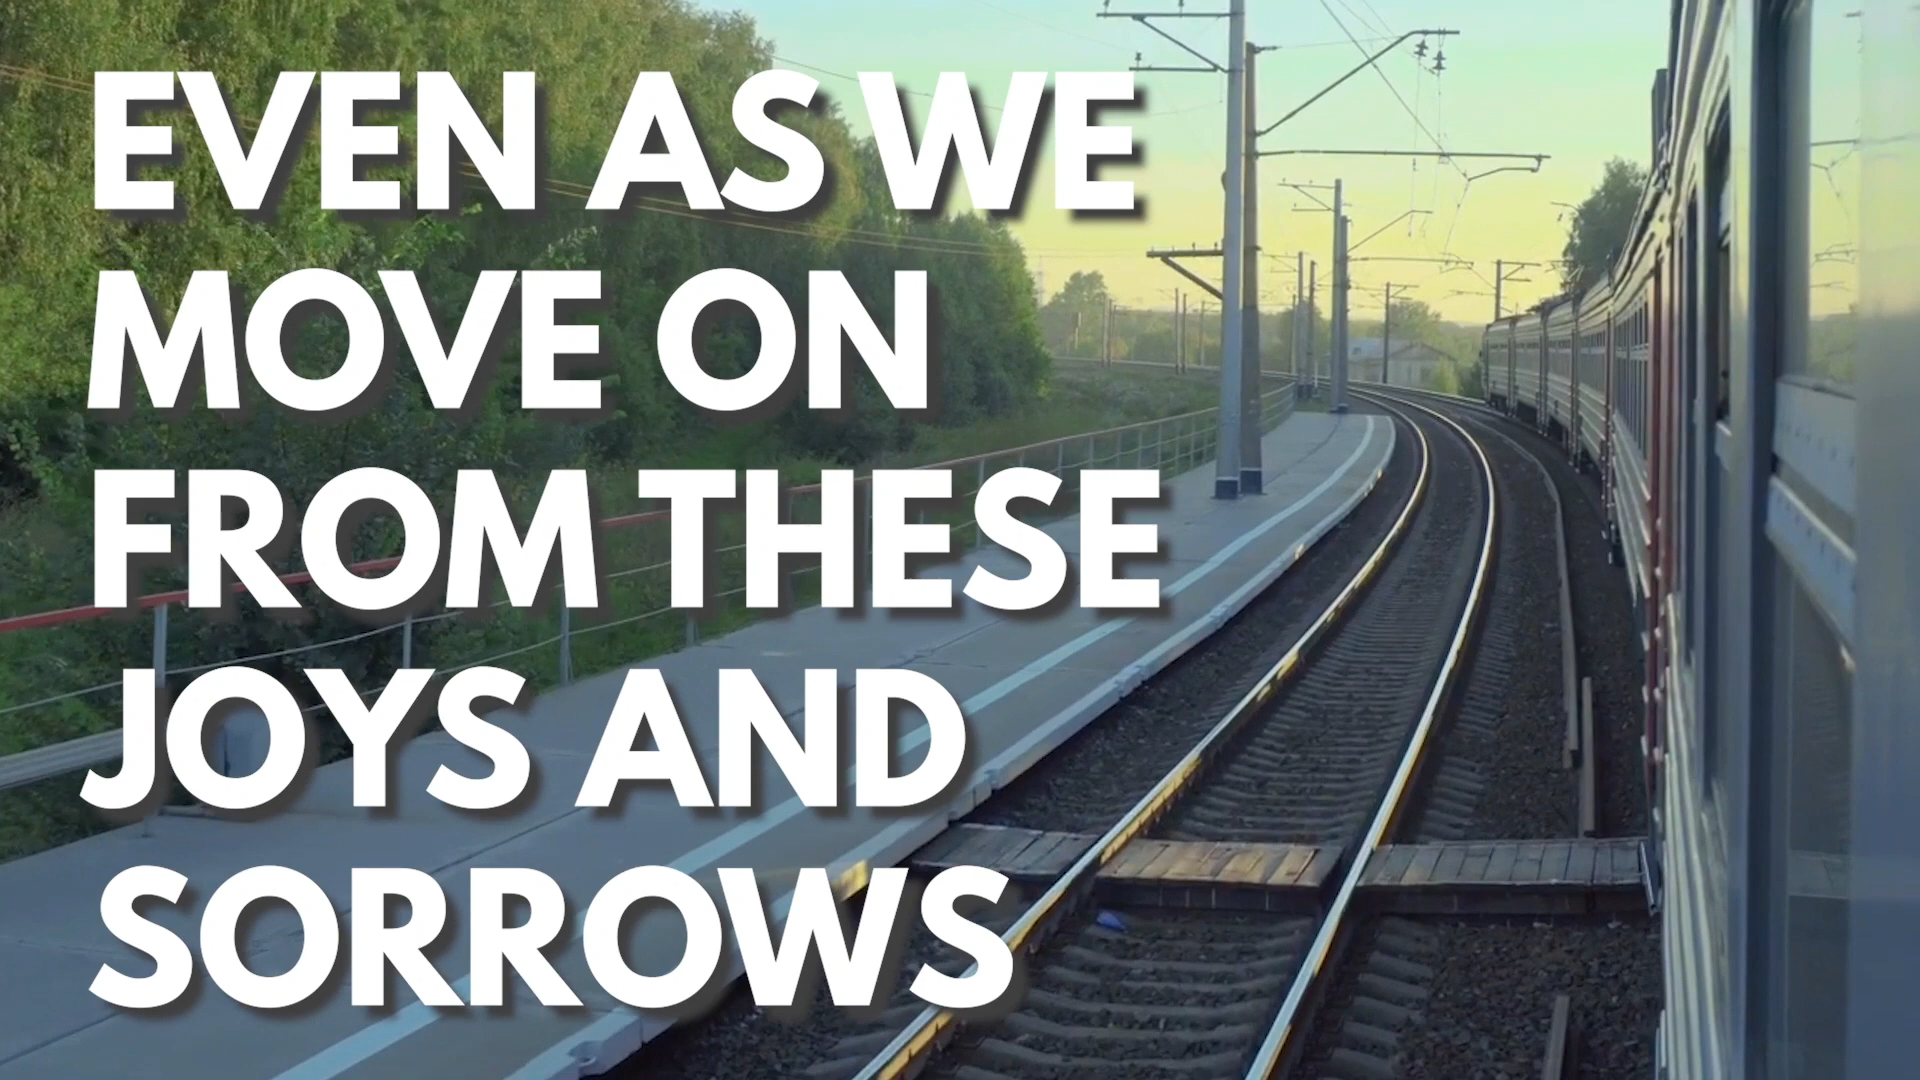 EVEN AS WE
MOVE ON
FROM THESE
JOYS AND
SORROWS